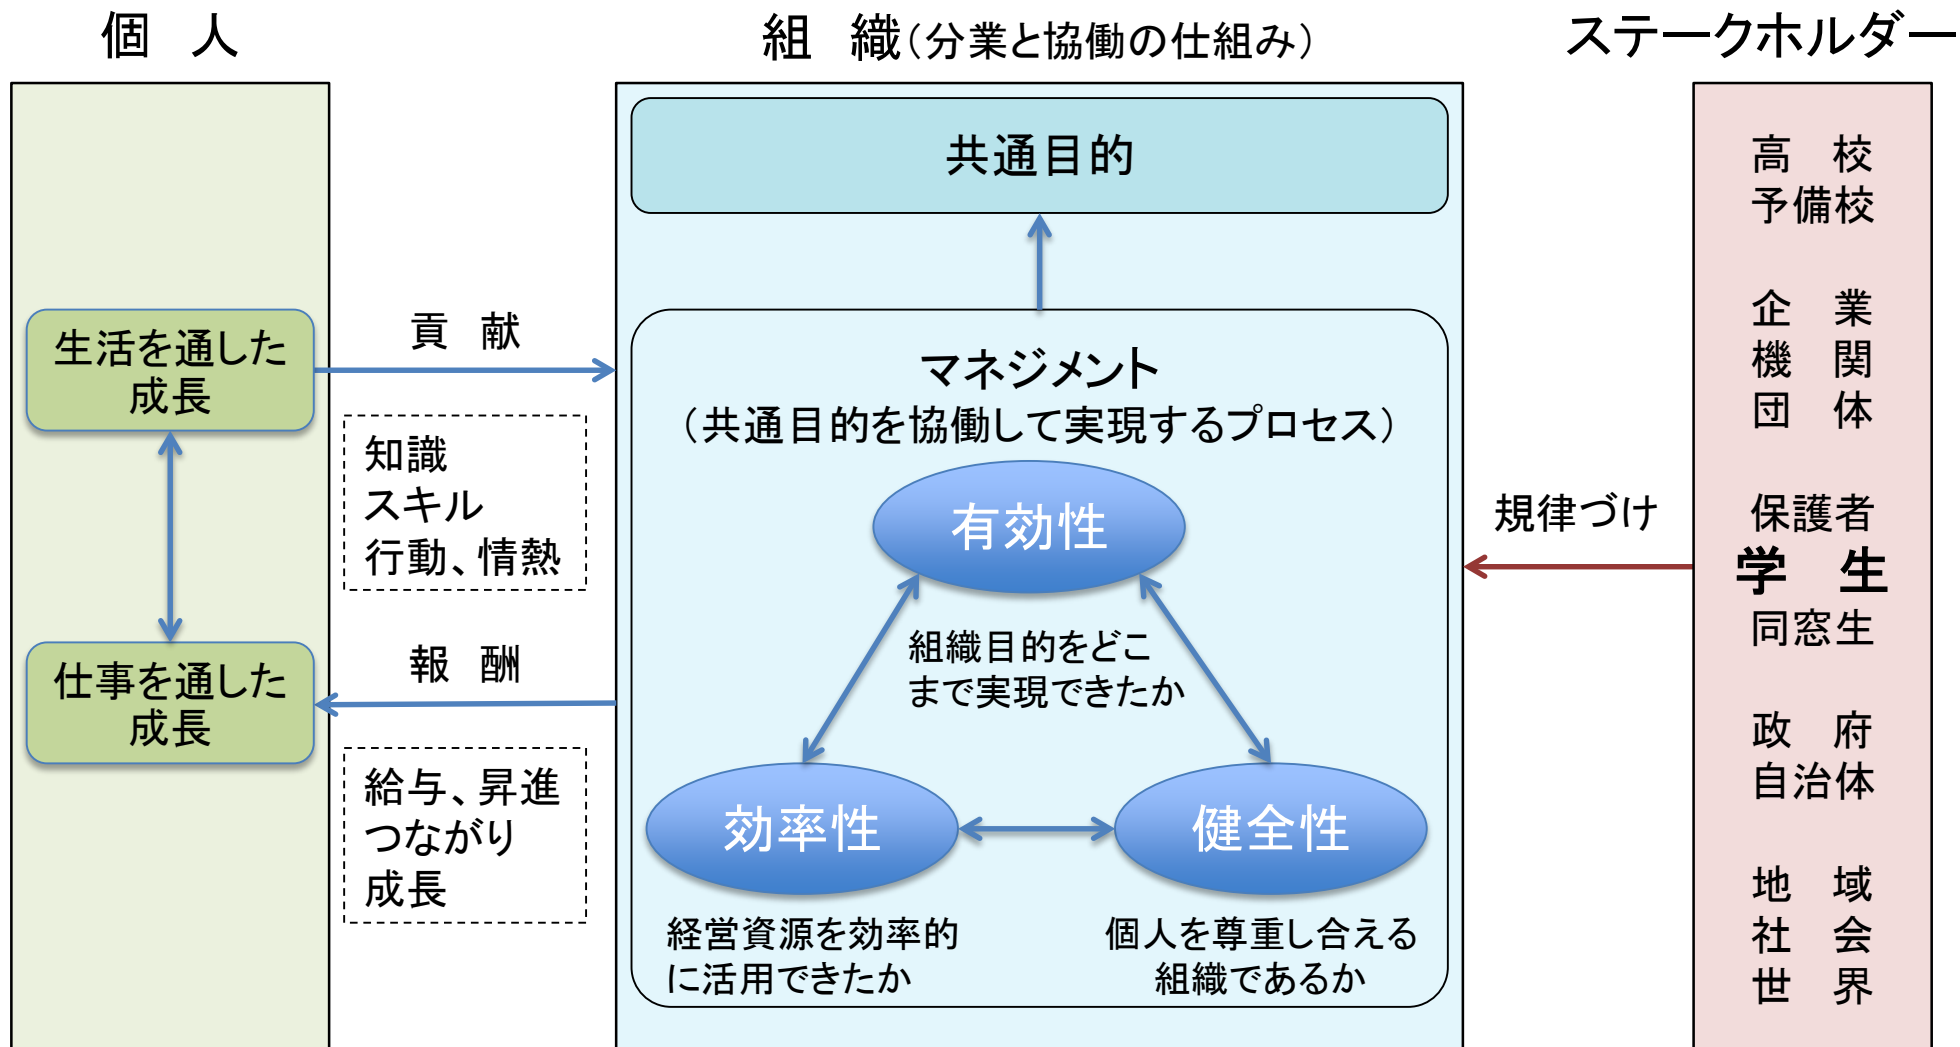 個　人
生活を通した
成長
仕事を通した
成長
貢　献
知識
スキル
行動、情熱
報　酬
給与、昇進
つながり
成長
組　織（分業と協働の仕組み）
共通目的
マネジメント
（共通目的を協働して実現するプロセス）
有効性
組織目的をどこ
まで実現できたか
効率性
健全性
経営資源を効率的
に活用できたか
個人を尊重し合える
組織であるか
規律づけ
ステークホルダー
高　校
予備校
企　業
機　関
団　体
保護者
学　生
同窓生
政　府
自治体
地　域
社　会
世　界